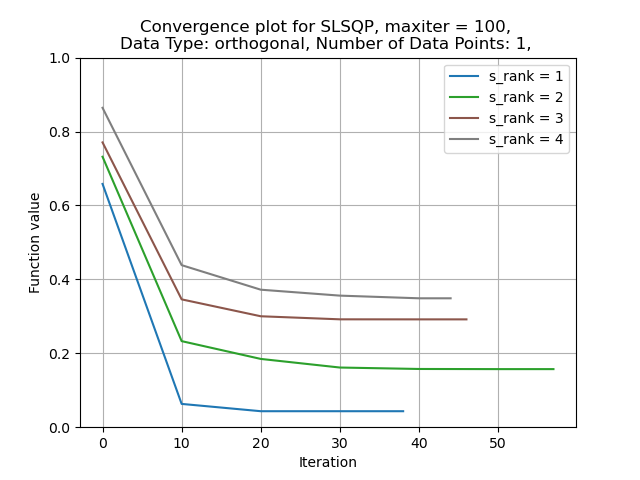 Convergence plot for SLSQP, maxiter = 100,
Data Type: orthogonal, Number of Data Points: 1,
s_rank = 1
s_rank = 2
s_rank = 3
s_rank = 4
1.0
0.8
0.6
0.4
0.2
0.0
Function value
0 10 20 30 40 50
Iteration